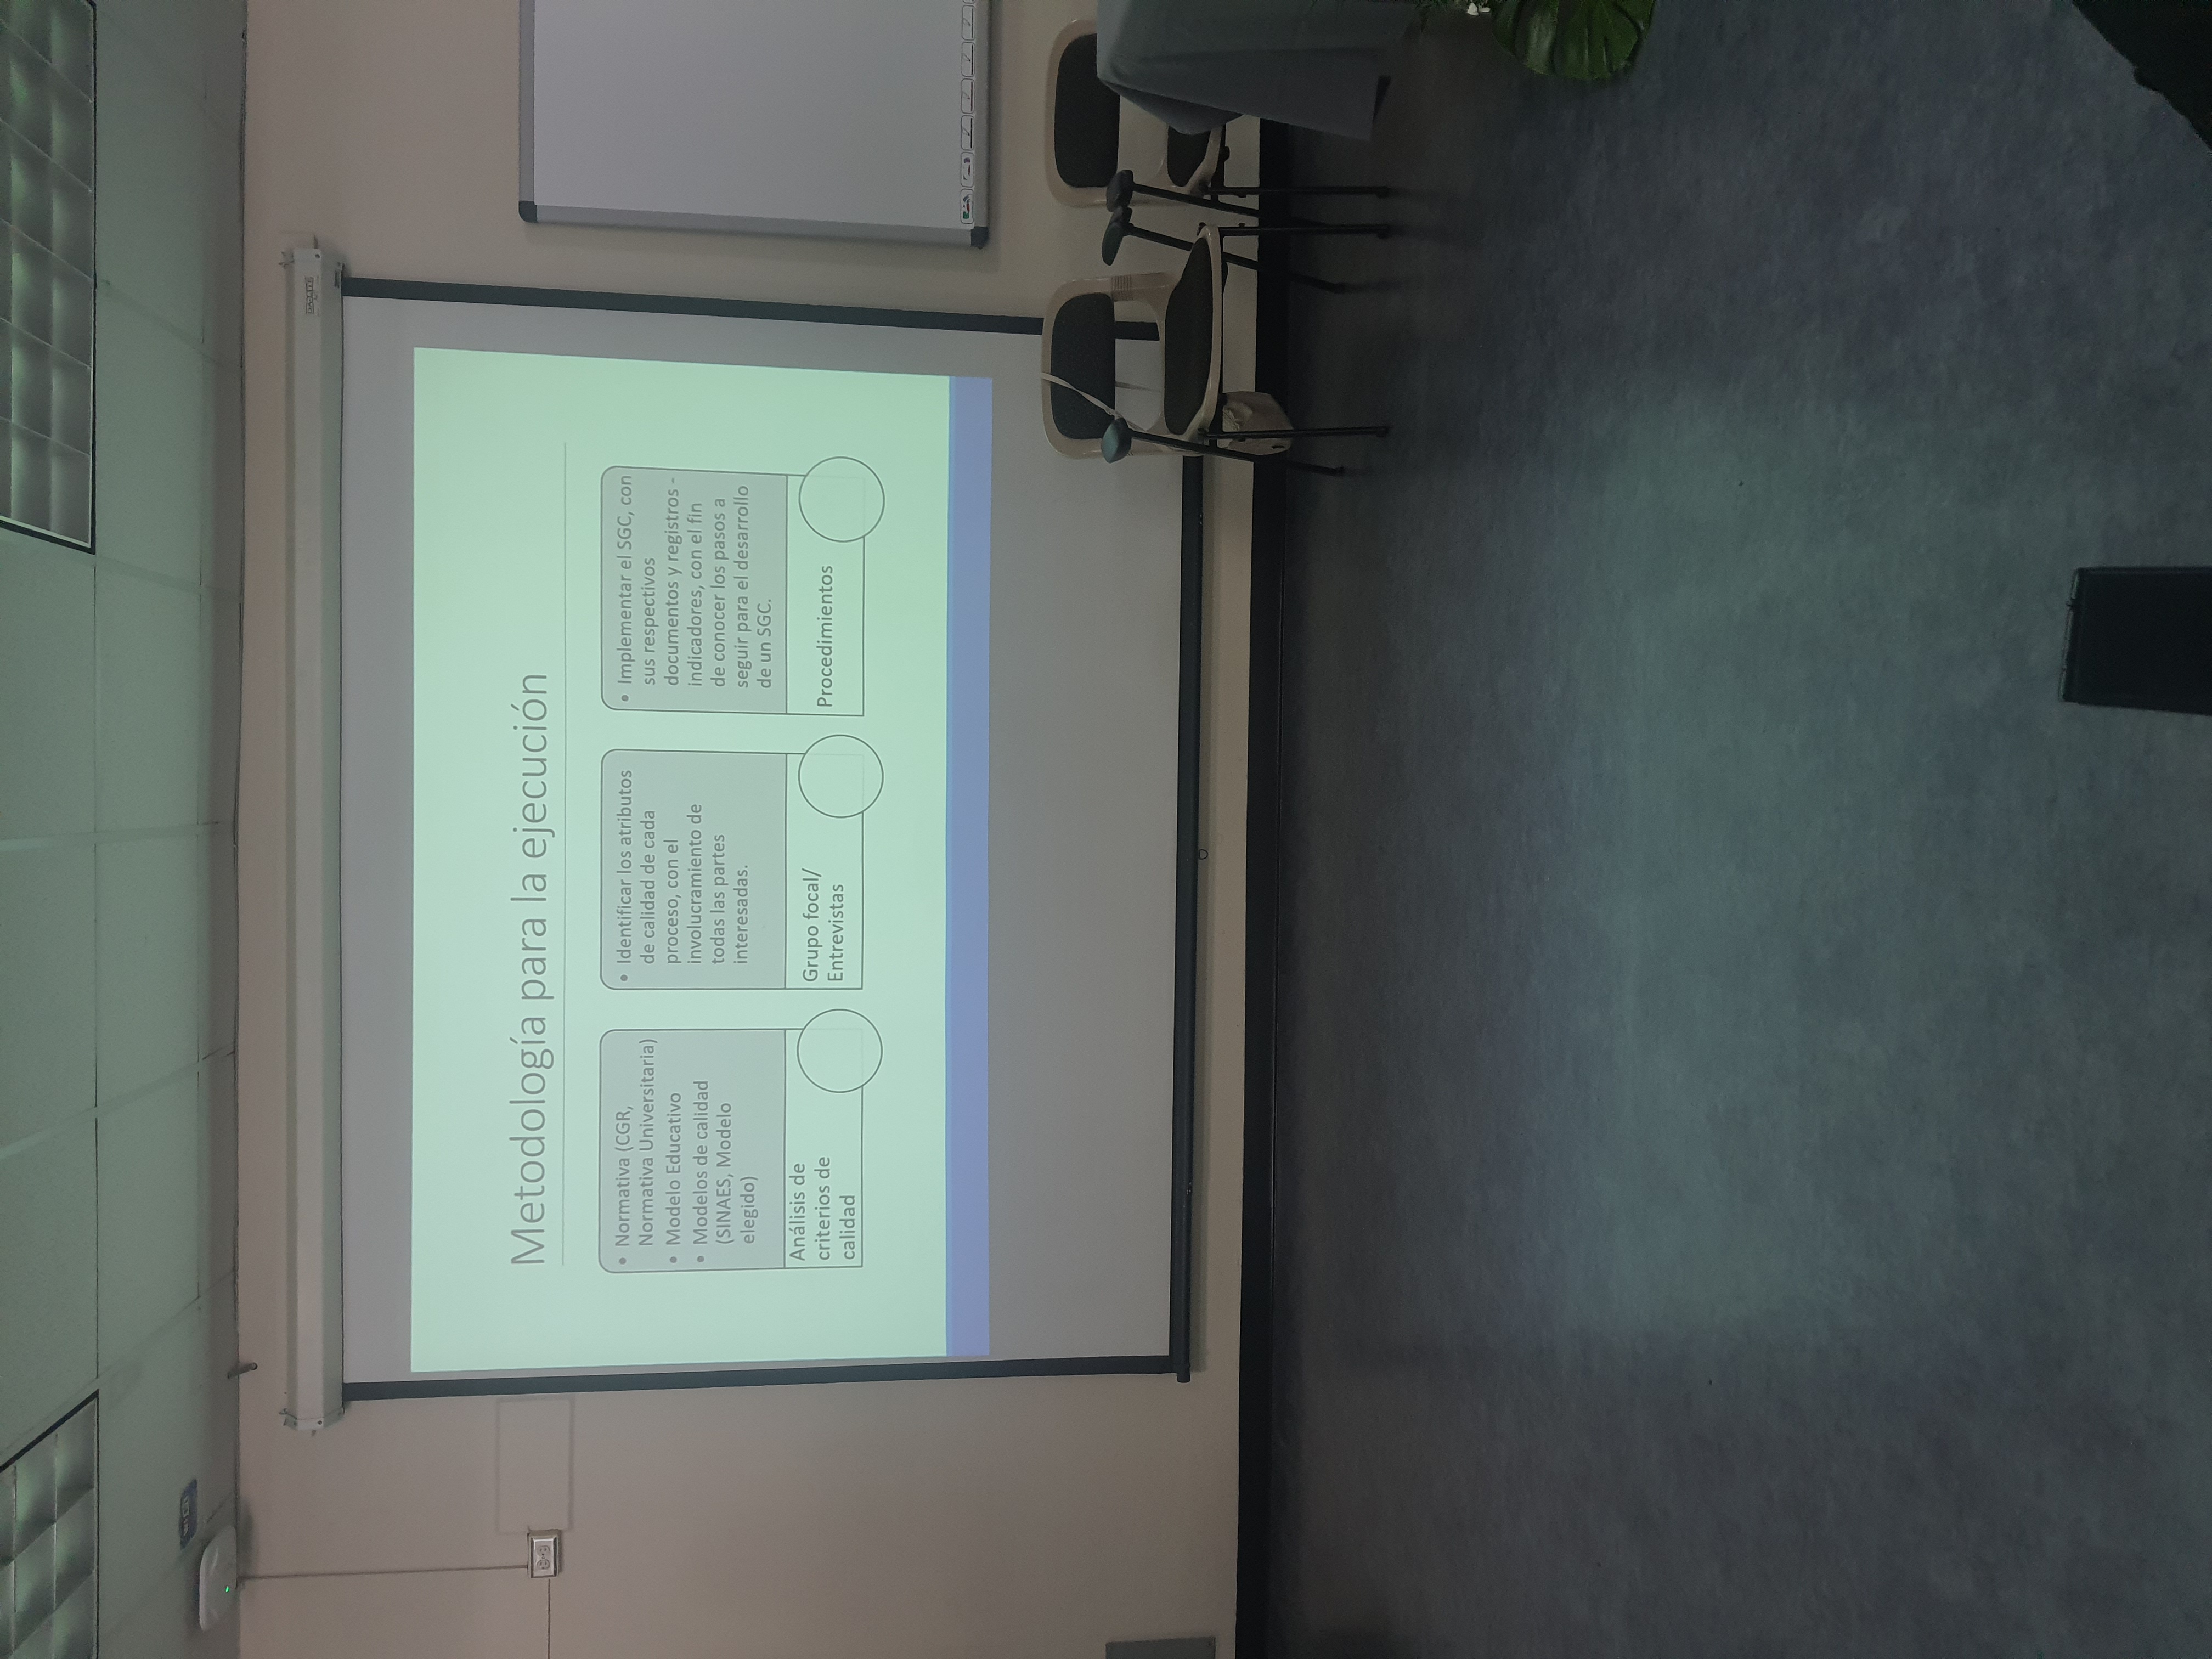 Metodología para la ejecución
• Normativa (CGR,
Normativa Universitaria)
• Modelo Educativo
• Modelos de calidad
(SINAES, Modelo
elegido)
Análisis de
criterios de
calidad
• Identificar los atributos
de calidad de cada
proceso, con el
involucramiento de
todas las partes
interesadas.
Grupo focal/
Entrevistas
• Implementar el SGC, con
sus respectivos
documentos y registros -
indicadores, con el fin
de conocer los pasos a
seguir para el desarrollo
de un SGC.
Procedimientos